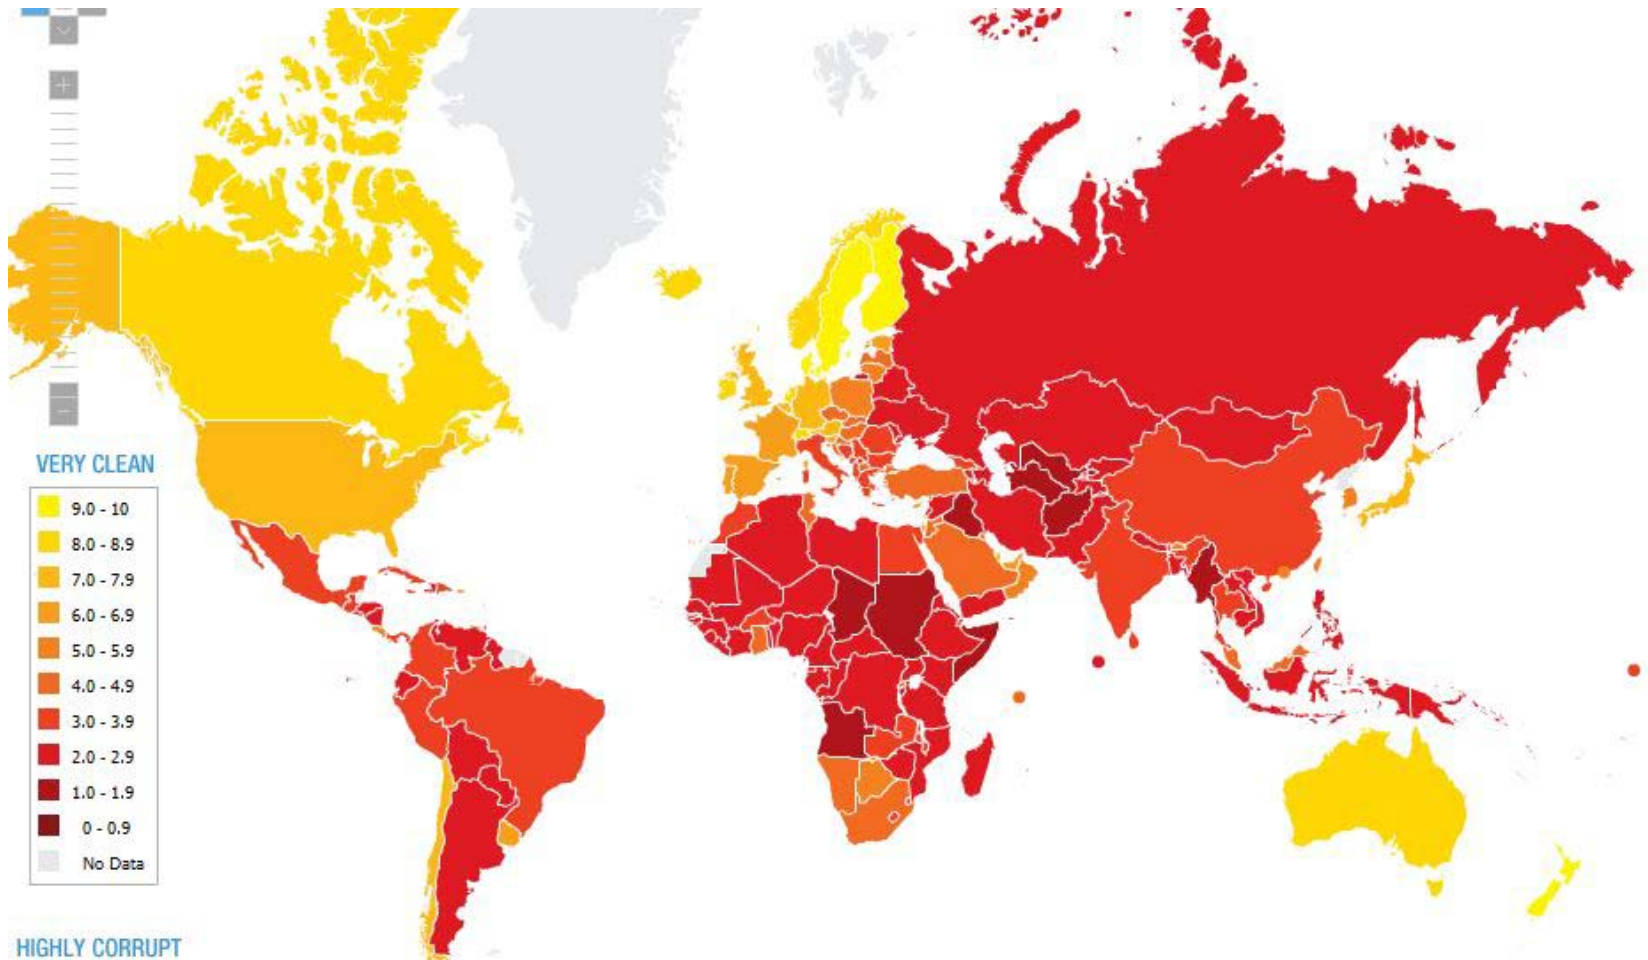 VERY CLEAN
9.0 - 10
8.0 - 8.9
7.0 - 7.9
6.0 - 6.9
5.0 - 5.9
4.0 - 4.9
3.0 - 3.9
2.0 - 2.9
1.0 - 1.9
0 - 0.9
No Data
HIGHLY CORRUPT